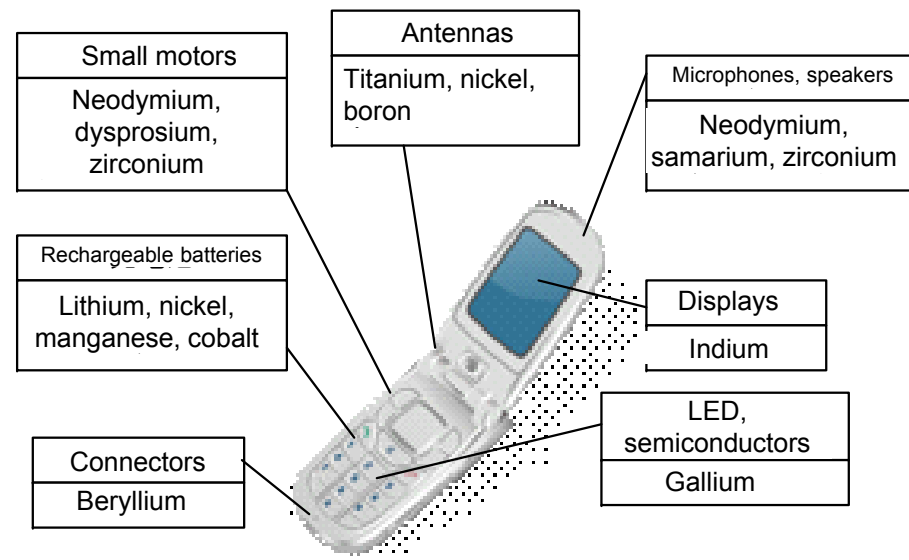 Small motors
Neodymium,
dysprosium,
zirconium
Antennas
Titanium, nickel,
boron
Microphones, speakers
Neodymium,
samarium, zirconium
Rechargeable batteries
Lithium, nickel,
manganese, cobalt
Displays
Indium
LED,
semiconductors
Gallium
Connectors
Beryllium